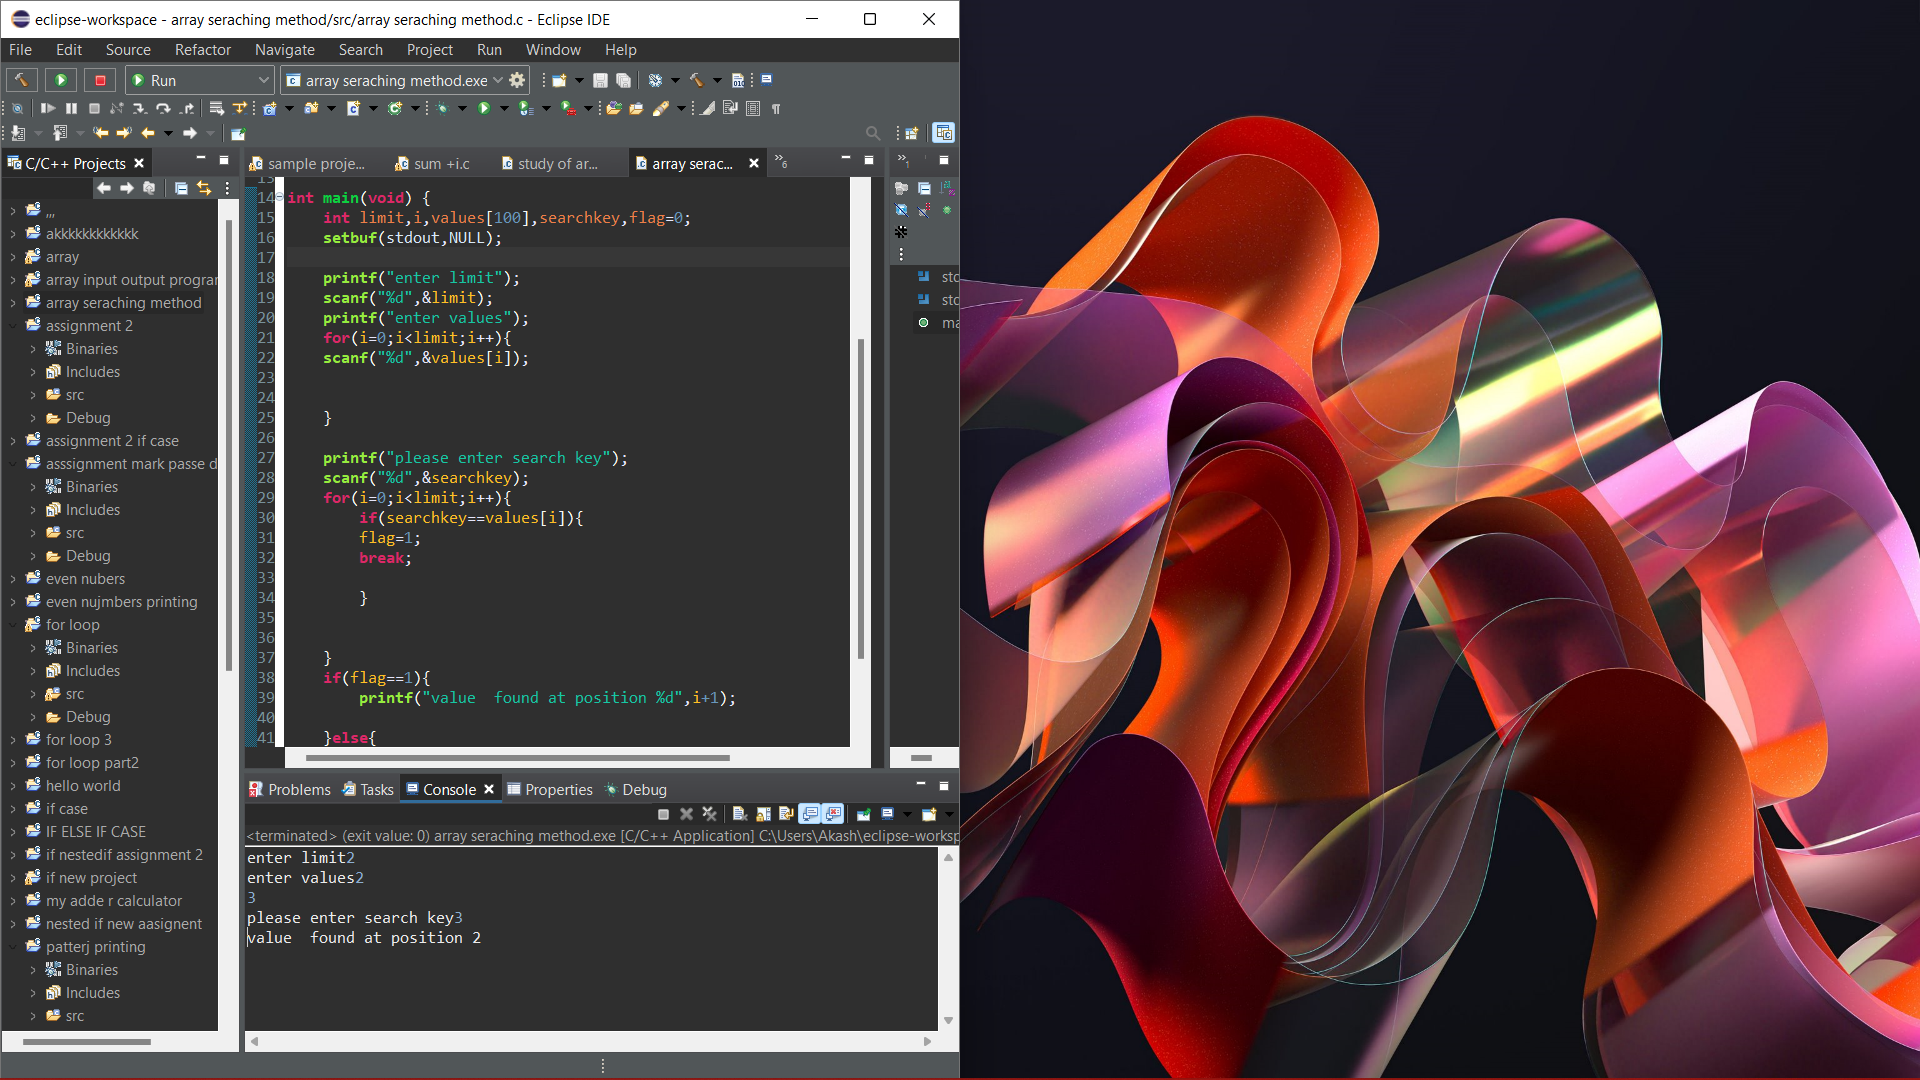 eclipse-workspace - array seraching method/src/array seraching method.c - Eclipse IDE
File Edit Source Refactor Navigate Search Project Run Window Help
Run array seraching method.exe
C/C++ Projects
,,,
akkkkkkkkkkkk
array
array input output progra
array seraching method
assignment 2
Binaries
Includes
src
Debug
assignment 2 if case
asssignment mark passe d
Binaries
Includes
src
Debug
even nubers
even nujmbers printing
for loop
Binaries
Includes
src
Debug
for loop 3
for loop part2
hello world
if case
IF ELSE IF CASE
if nestedif assignment 2
if new project
my adde r calculator
nested if new aasignent
patterj printing
Binaries
Includes
src
sample proje... sum +i.c study of ar... array serac... »6
»1
13
14 int main(void) {
15 int limit,i,values[100],searchkey,flag=0;
16 setbuf(stdout,NULL);
17
18 printf("enter limit");
19 scanf("%d",&limit);
20 printf("enter values");
21 for(i=0;i<limit;i++){
22 scanf("%d",&values[i]);
23
24
25 }
26
27 printf("please enter search key");
28 scanf("%d",&searchkey);
29 for(i=0;i<limit;i++){
30 if(searchkey==values[i]){
31 flag=1;
32 break;
33
34 }
35
36
37 }
38 if(flag==1){
39 printf("value  found at position %d",i+1);
40
41 }else{
std
std
ma
Problems Tasks Console Properties Debug
<terminated> (exit value: 0) array seraching method.exe [C/C++ Application] C:\Users\Akash\eclipse-worksp
enter limit2
enter values2
3
please enter search key3
value  found at position 2